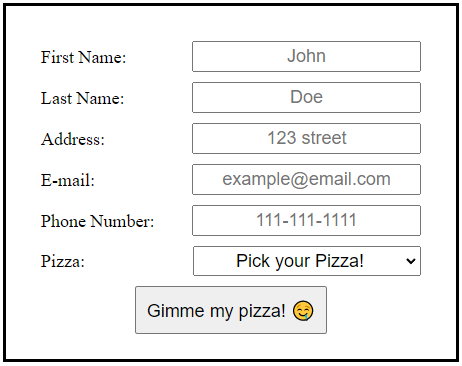 First Name: John
Last Name: Doe
Address: 123 street
E-mail: example@email.com
Phone Number: 111-111-1111
Pizza: Pick your Pizza!
Gimme my pizza! 🤤